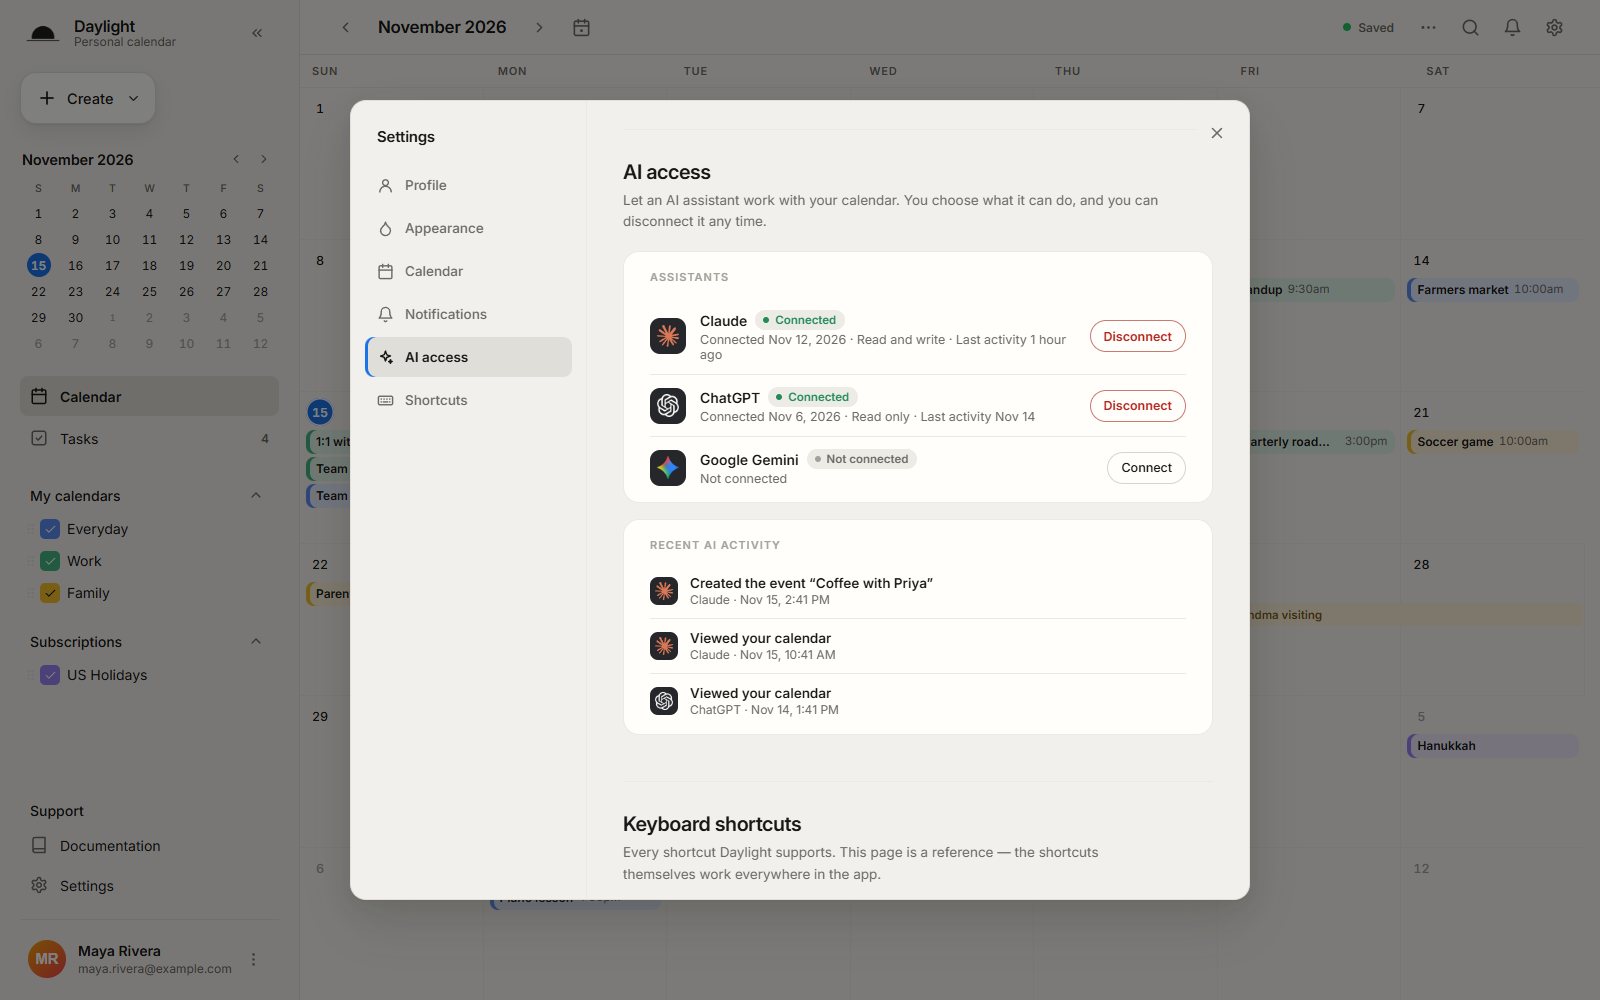 Daylight
Personal calendar
Create
November 2026
S M T W T F S
1 2 3 4 5 6 7
8 9 10 11 12 13 14
15 16 17 18 19 20 21
22 23 24 25 26 27 28
29 30 1 2 3 4 5
6 7 8 9 10 11 12
Calendar
Tasks 4
My calendars
Everyday
Work
Family
Subscriptions
US Holidays
Support
Documentation
Settings
MR
Maya Rivera
maya.rivera@example.com
November 2026
Saved
SUN MON TUE WED THU FRI SAT
1 7
8 14
9:30am
Farmers market 10:00am
15 21
1:1
Team
Team
3:00pm
Soccer game 10:00am
22 28
visiting
29 5
Hanukkah
6 12
Settings
Profile
Appearance
Calendar
Notifications
AI access
Shortcuts
AI access
Let an AI assistant work with your calendar. You choose what it can do, and you can
disconnect it any time.
ASSISTANTS
Claude Connected
Connected Nov 12, 2026 · Read and write · Last activity 1 hour
ago
Disconnect
ChatGPT Connected
Connected Nov 6, 2026 · Read only · Last activity Nov 14
Disconnect
Google Gemini Not connected
Not connected
Connect
RECENT AI ACTIVITY
Created the event “Coffee with Priya”
Claude · Nov 15, 2:41 PM
Viewed your calendar
Claude · Nov 15, 10:41 AM
Viewed your calendar
ChatGPT · Nov 14, 1:41 PM
Keyboard shortcuts
Every shortcut Daylight supports. This page is a reference — the shortcuts
themselves work everywhere in the app.